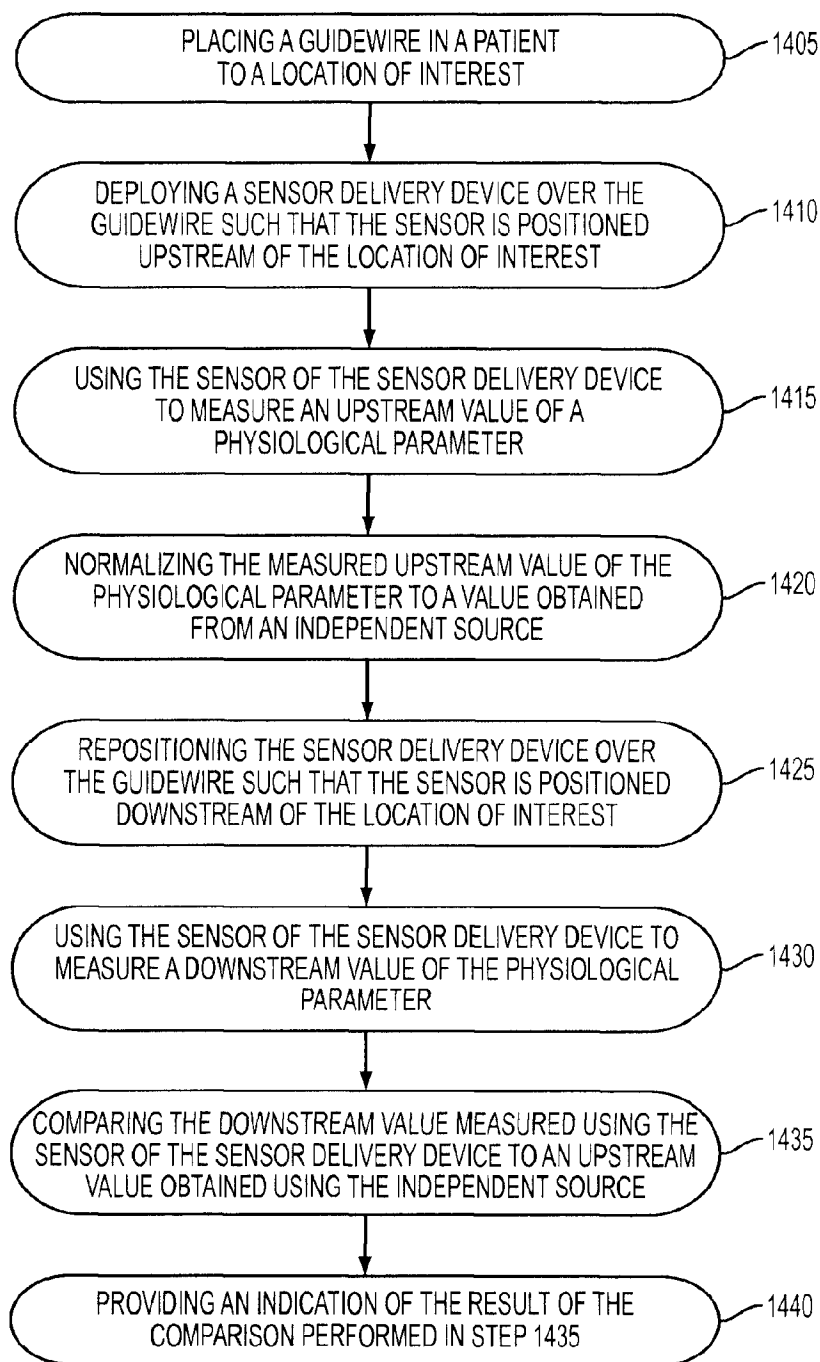 PLACING A GUIDEWIRE IN A PATIENT
TO A LOCATION OF INTEREST
1405
DEPLOYING A SENSOR DELIVERY DEVICE OVER THE
GUIDEWIRE SUCH THAT THE SENSOR IS POSITIONED
UPSTREAM OF THE LOCATION OF INTEREST
1410
USING THE SENSOR OF THE SENSOR DELIVERY DEVICE
TO MEASURE AN UPSTREAM VALUE OF A
PHYSIOLOGICAL PARAMETER
1415
NORMALIZING THE MEASURED UPSTREAM VALUE OF THE
PHYSIOLOGICAL PARAMETER TO A VALUE OBTAINED
FROM AN INDEPENDENT SOURCE
1420
REPOSITIONING THE SENSOR DELIVERY DEVICE OVER
THE GUIDEWIRE SUCH THAT THE SENSOR IS POSITIONED
DOWNSTREAM OF THE LOCATION OF INTEREST
1425
USING THE SENSOR OF THE SENSOR DELIVERY DEVICE TO
MEASURE A DOWNSTREAM VALUE OF THE PHYSIOLOGICAL
PARAMETER
1430
COMPARING THE DOWNSTREAM VALUE MEASURED USING THE
SENSOR OF THE SENSOR DELIVERY DEVICE TO AN UPSTREAM
VALUE OBTAINED USING THE INDEPENDENT SOURCE
1435
PROVIDING AN INDICATION OF THE RESULT OF THE
COMPARISON PERFORMED IN STEP 1435
1440